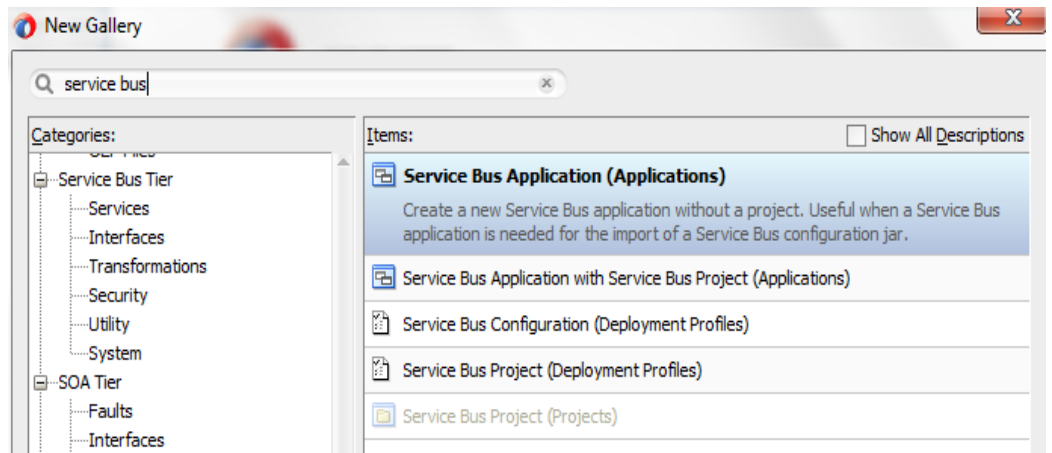 New Gallery
service bus
Categories:
Service Bus Tier
Services
Interfaces
Transformations
Security
Utility
System
SOA Tier
Faults
Interfaces
Items:
Show All Descriptions
Service Bus Application (Applications)
Create a new Service Bus application without a project. Useful when a Service Bus
application is needed for the import of a Service Bus configuration jar.
Service Bus Application with Service Bus Project (Applications)
Service Bus Configuration (Deployment Profiles)
Service Bus Project (Deployment Profiles)
Service Bus Project (Projects)